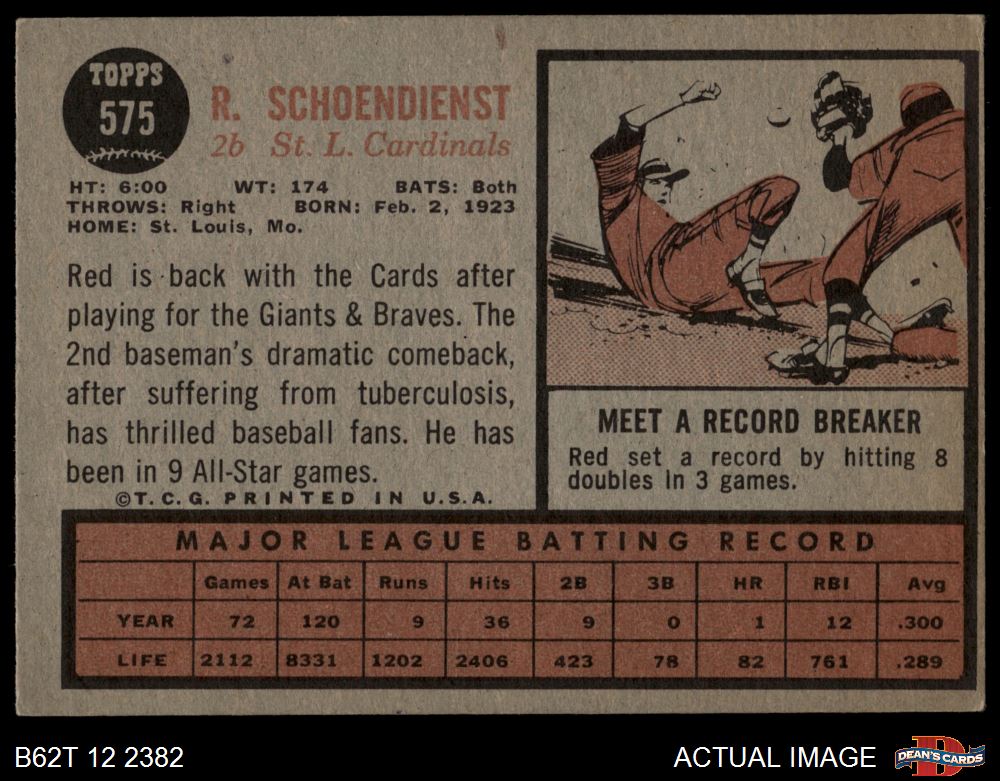 TOPPS
575
R. SCHOENDIENST
2b St. L. Cardinals
HT: 6:00 WT: 174 BATS: Both
THROWS: Right BORN: Feb. 2, 1923
HOME: St. Louis, Mo.
Red is back with the Cards after
playing for the Giants & Braves. The
2nd baseman's dramatic comeback,
after suffering from tuberculosis,
has thrilled baseball fans. He has
been in 9 All-Star games.
©T.C.G. PRINTED IN U.S.A.
MEET A RECORD BREAKER
Red set a record by hitting 8
doubles in 3 games.
MAJOR LEAGUE BATTING RECORD
Games At Bat Runs Hits 2B 3B HR RBI Avg
YEAR 72 120 9 36 9 0 1 12 .300
LIFE 2112 8331 1202 2406 423 78 82 761 .289
B62T 12 2382 ACTUAL IMAGE DEAN'S CARDS